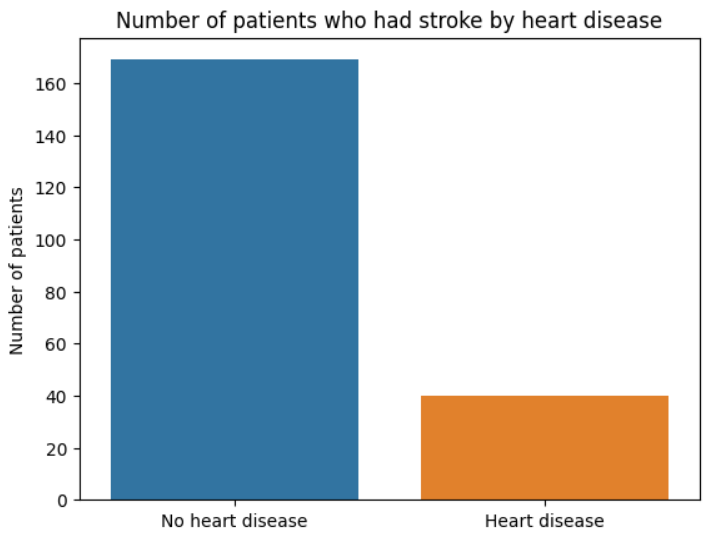 Number of patients who had stroke by heart disease
Number of patients
160
140
120
100
80
60
40
20
0
No heart disease
Heart disease